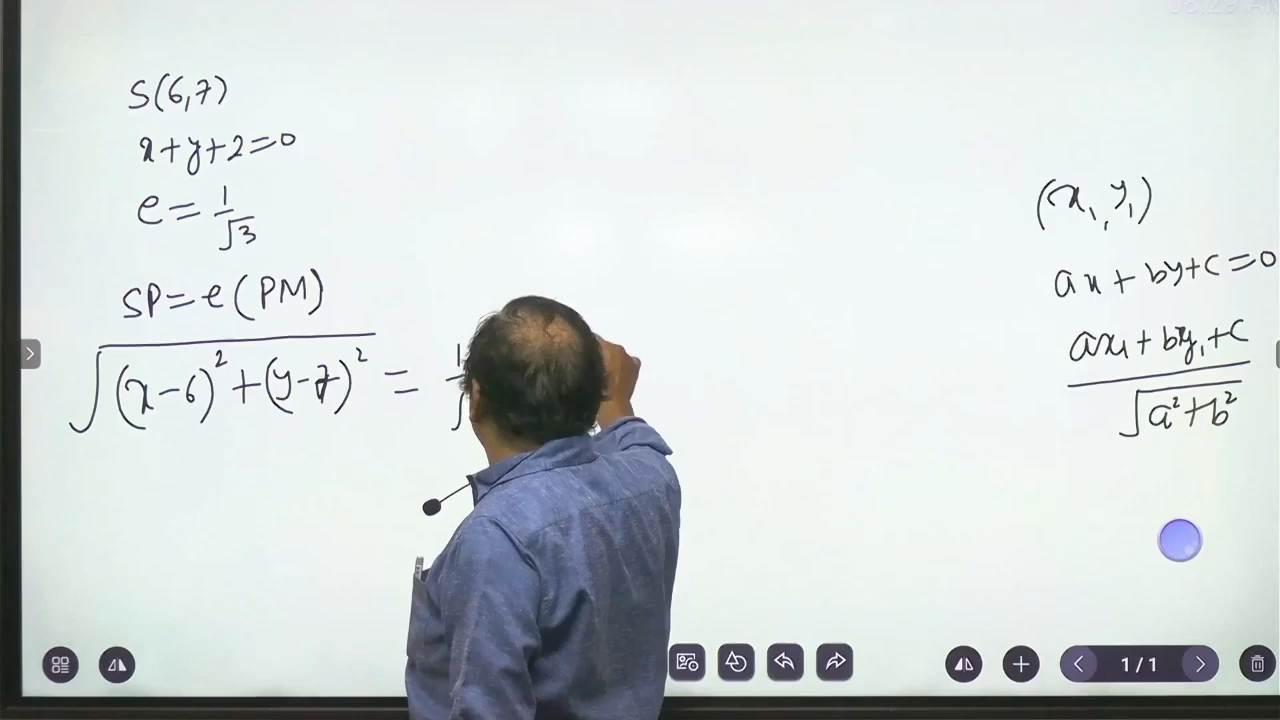 S(6,7)
x+y+2=0
e = 1/√3
SP=e(PM)
√(x-6)²+(y-7)² = 1/√
(x₁, y₁)
ax + by + c = 0
ax₁ + by₁ + c
√a²+b²
1/1